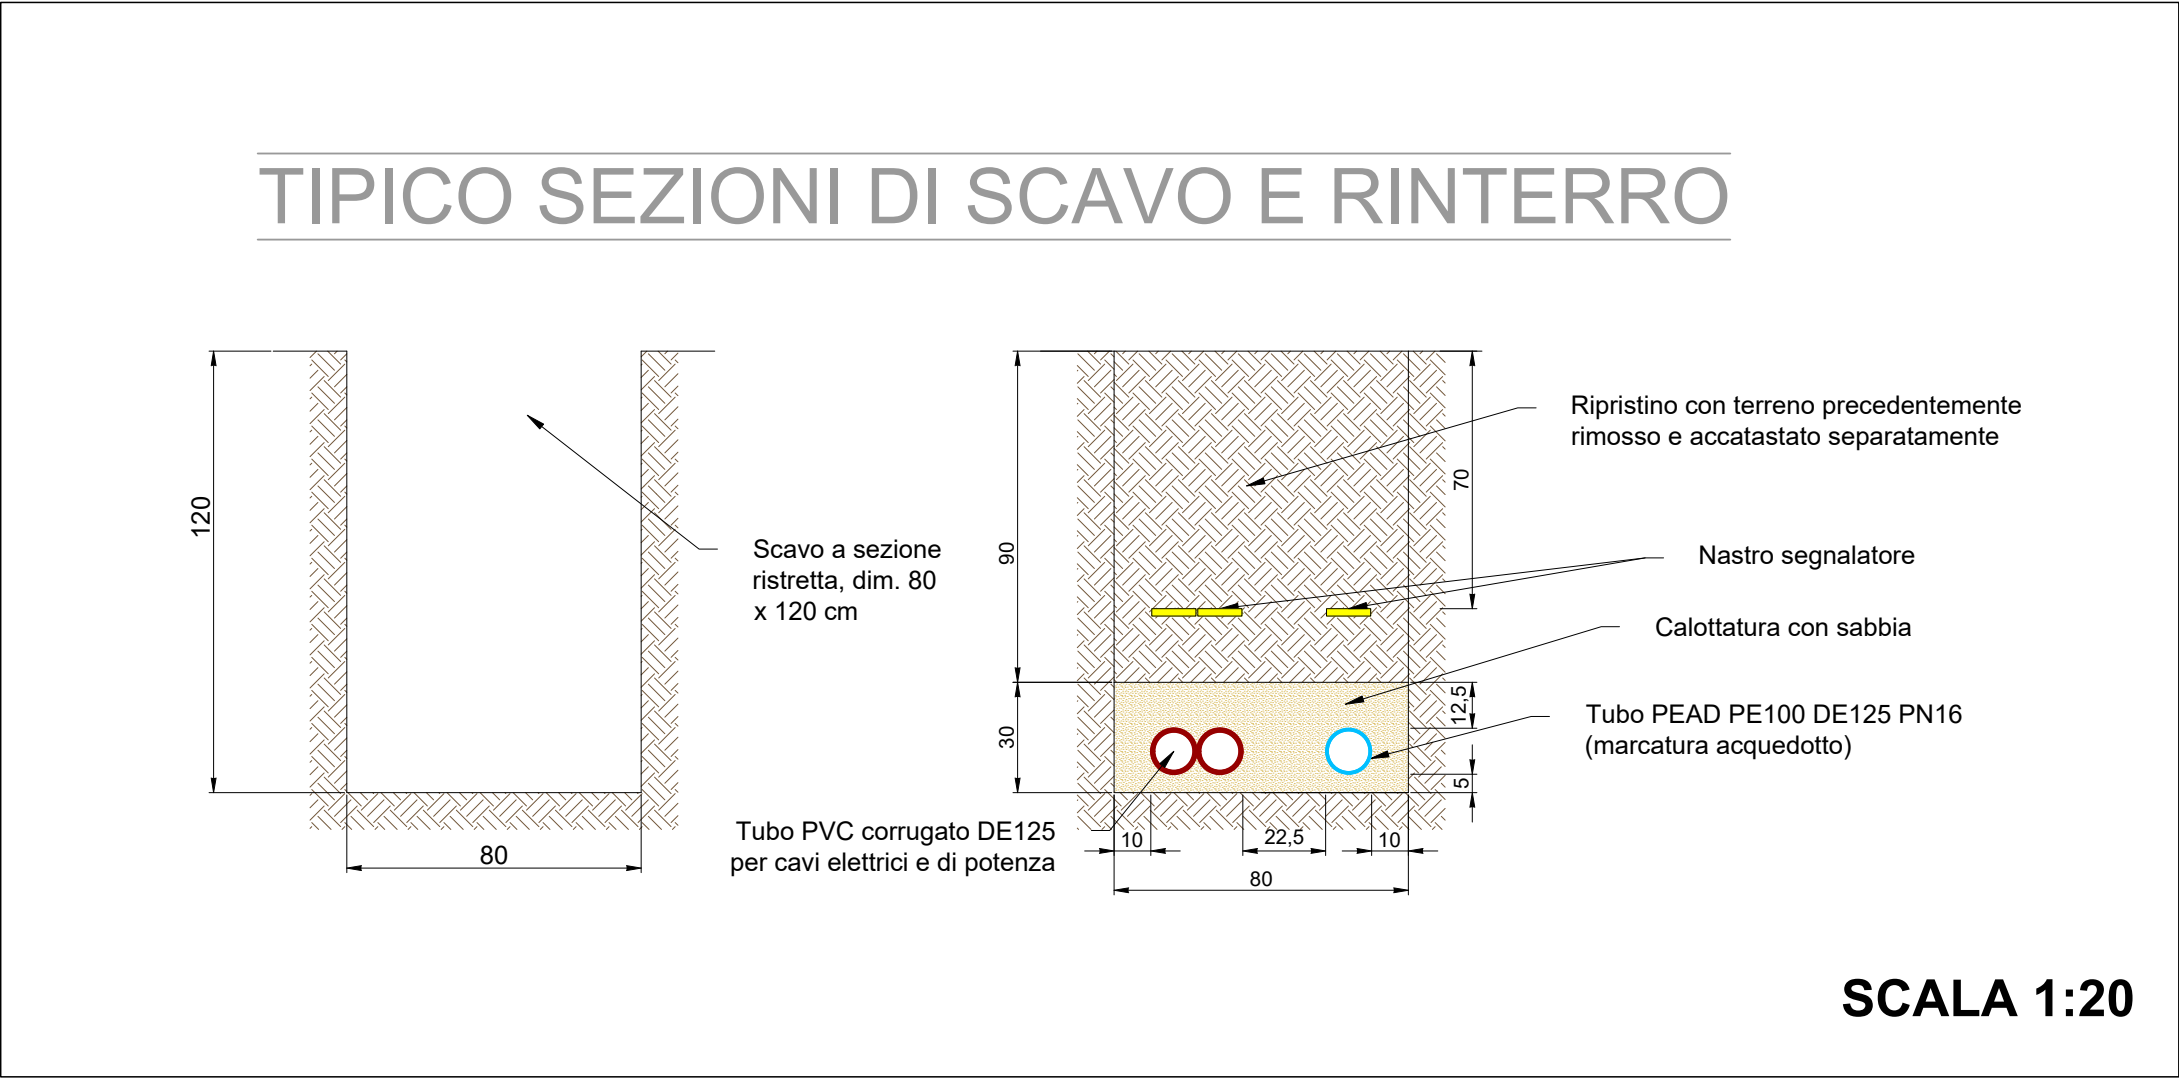 TIPICO SEZIONI DI SCAVO E RINTERRO
120
80
Scavo a sezione
ristretta, dim. 80
x 120 cm
90
30
70
12,5
5
Ripristino con terreno precedentemente
rimosso e accatastato separatamente
Nastro segnalatore
Calottatura con sabbia
Tubo PEAD PE100 DE125 PN16
(marcatura acquedotto)
Tubo PVC corrugato DE125
per cavi elettrici e di potenza
10
22,5
10
80
SCALA 1:20